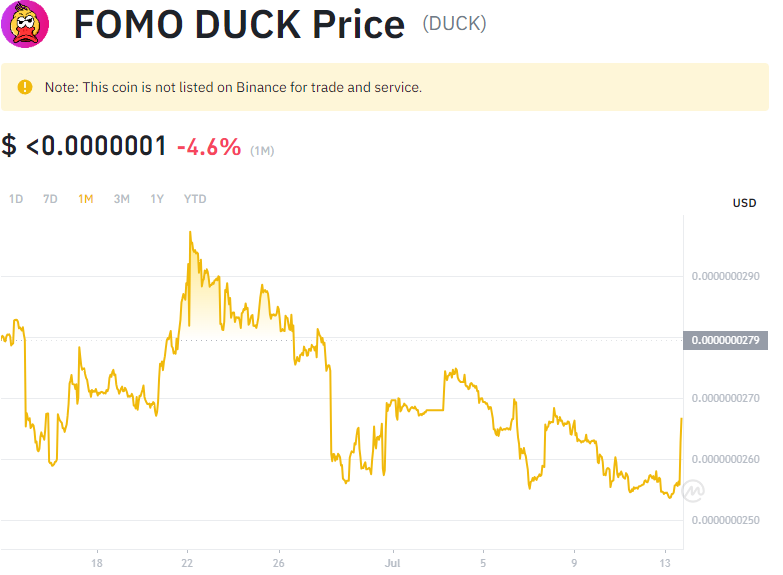 FOMO DUCK Price (DUCK)
Note: This coin is not listed on Binance for trade and service.
$ <0.0000001 -4.6% (1M)
1D 7D 1M 3M 1Y YTD
USD
0.0000000290
0.0000000279
0.0000000270
0.0000000260
0.0000000250
18 22 26 Jul 5 9 13